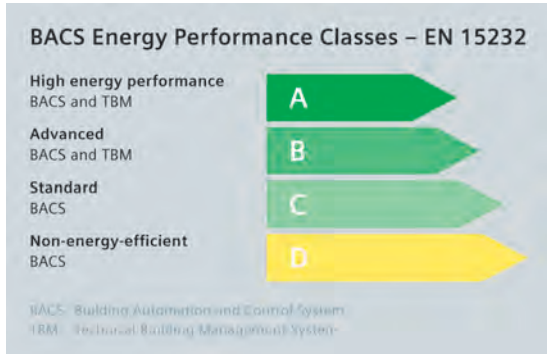 BACS Energy Performance Classes – EN 15232
High energy performance
BACS and TBM
A
Advanced
BACS and TBM
B
Standard
BACS
C
Non-energy-efficient
BACS
D
BACS Building Automation and Control System
TBM Technical Building Management System